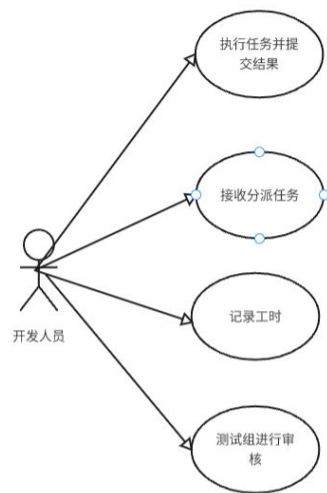 执行任务并提
交结果
接收分派任务
记录工时
开发人员
测试组进行审
核